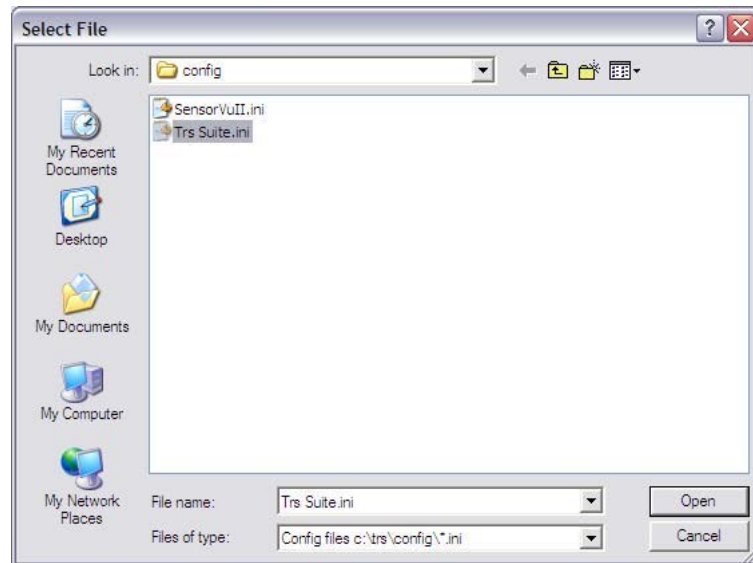 Select File
Look in:
config
SensorVuII.ini
Trs Suite.ini
My Recent
Documents
Desktop
My Documents
My Computer
My Network
Places
File name:
Trs Suite.ini
Open
Files of type:
Config files c:\trs\config\*.ini
Cancel